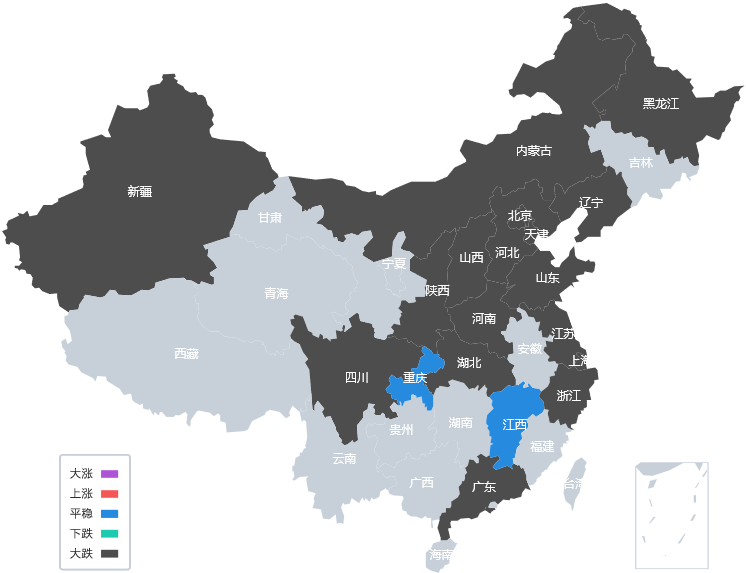 黑龙江
内蒙古
吉林
新疆
辽宁
北京
甘肃
天津
河北
山西
宁夏
山东
陕西
青海
河南
江苏
安徽
西藏
上海
湖北
四川
重庆
浙江
湖南
江西
贵州
福建
云南
广西
台湾
广东
海南
大涨
上涨
平稳
下跌
大跌